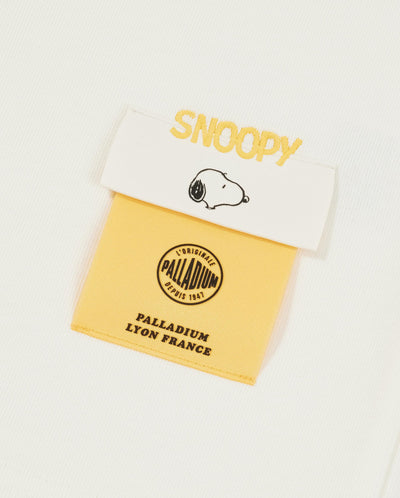 SNOOPY
L'ORIGINALE
PALLADIUM
DEPUIS 1947
PALLADIUM
LYON FRANCE